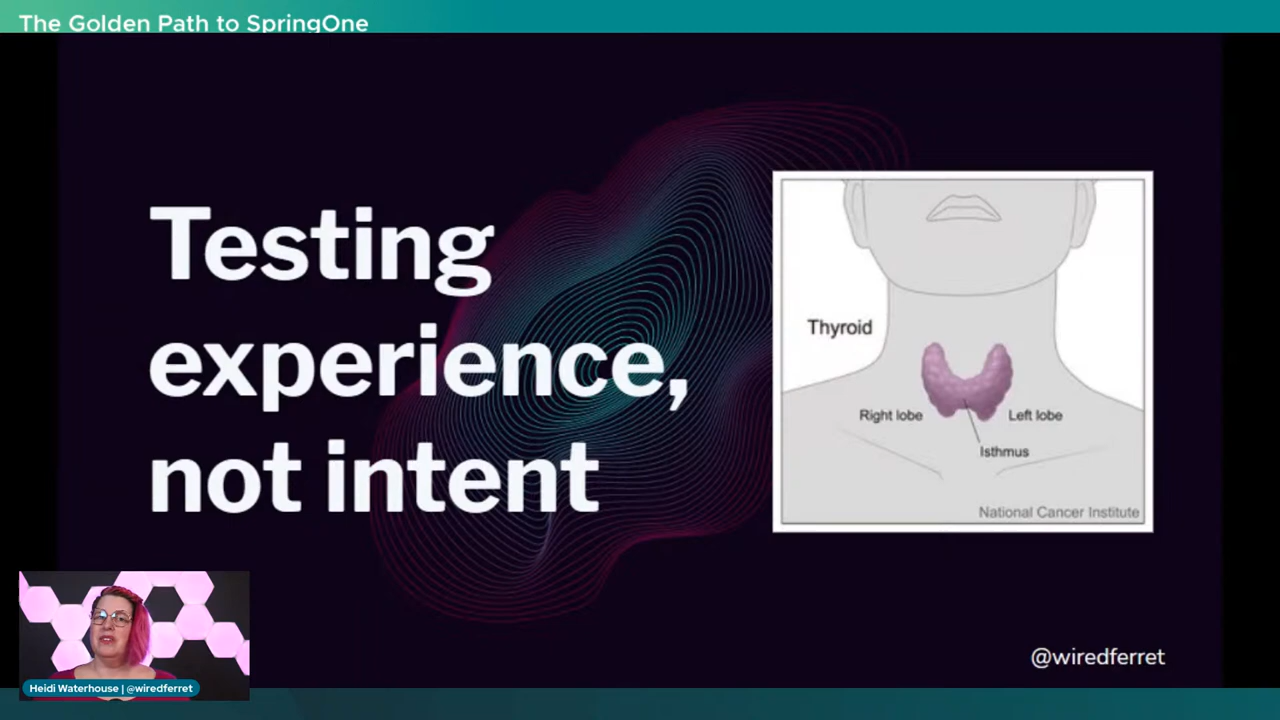 The Golden Path to SpringOne
Testing
experience,
not intent
Thyroid
Right lobe
Left lobe
Isthmus
National Cancer Institute
@wiredferret
Heidi Waterhouse | @wiredferret